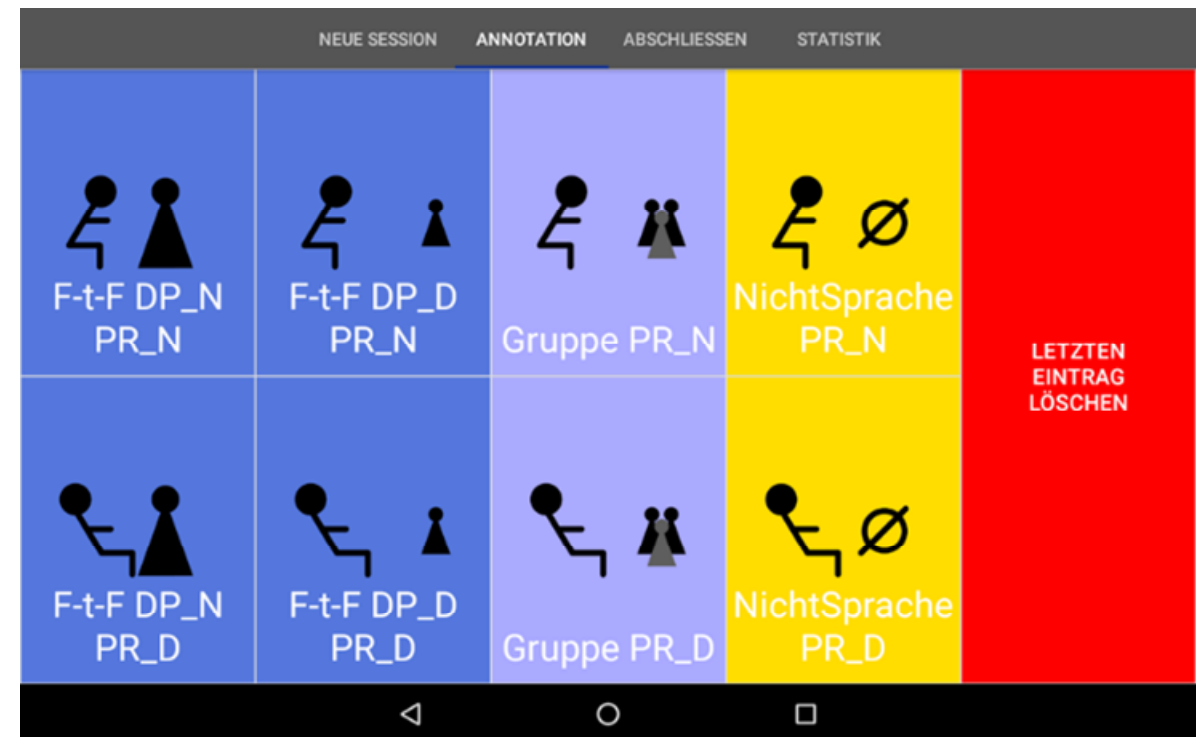 NEUE SESSION ANNOTATION ABSCHLIESSEN STATISTIK
F-t-F DP_N
PR_N
F-t-F DP_D
PR_N
Gruppe PR_N
NichtSprache
PR_N
LETZTEN
EINTRAG
LÖSCHEN
F-t-F DP_N
PR_D
F-t-F DP_D
PR_D
Gruppe PR_D
NichtSprache
PR_D